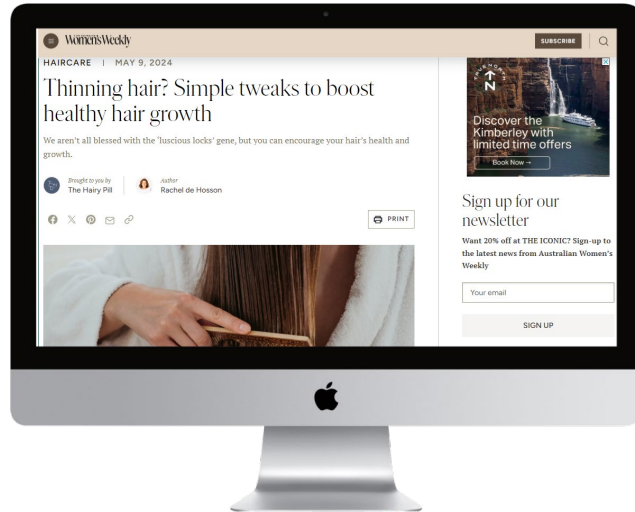 Women's Weekly
SUBSCRIBE
HAIRCARE | MAY 9, 2024
Thinning hair? Simple tweaks to boost
healthy hair growth
We aren't all blessed with the 'luscious locks' gene, but you can encourage your hair's health and
growth.
Brought to you by
The Hairy Pill
Author
Rachel de Hosson
PRINT
TRUE NORTH
N
Discover the
Kimberley with
limited time offers
Book Now →
Sign up for our
newsletter
Want 20% off at THE ICONIC? Sign-up to
the latest news from Australian Women's
Weekly
Your email
SIGN UP